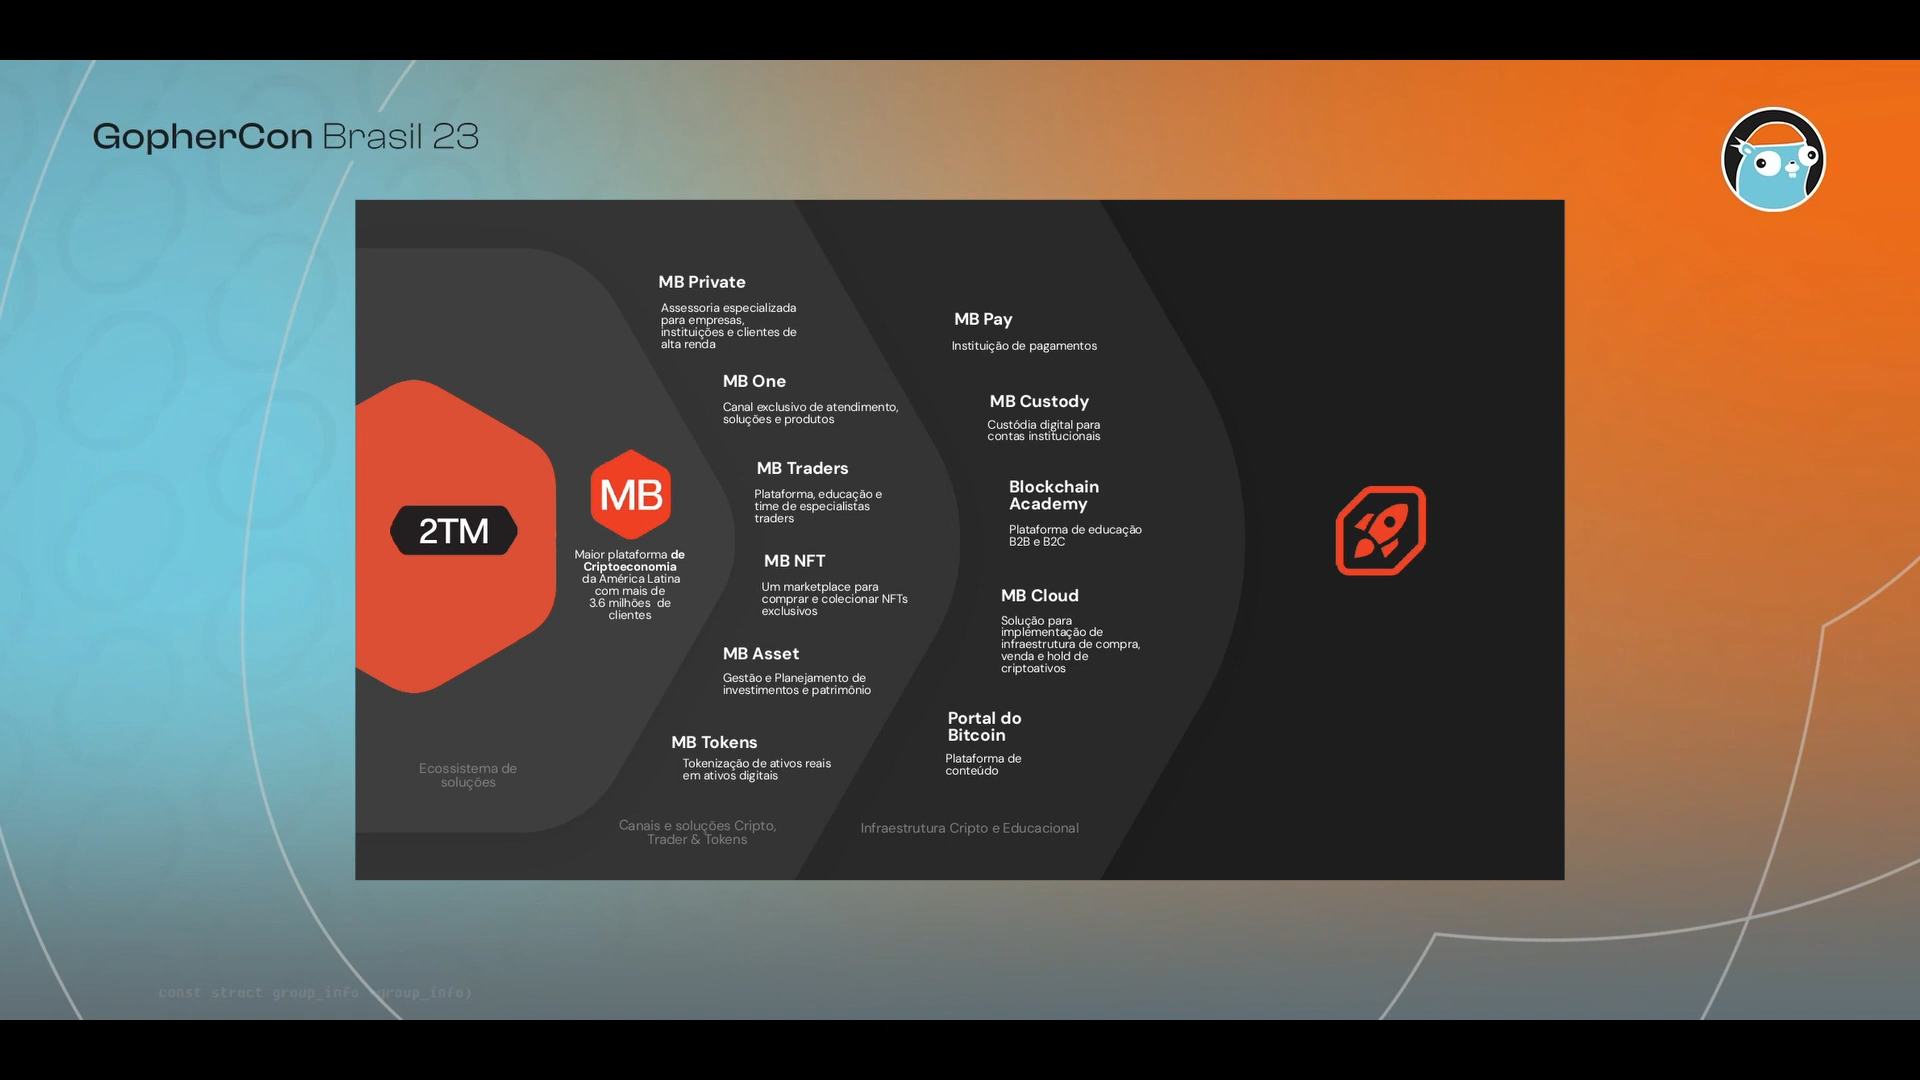 GopherCon Brasil 23
2TM
Ecossistema de
soluções
MB
Maior plataforma de
Criptoeconomia
da América Latina
com mais de
3.6 milhões de
clientes
MB Private
Assessoria especializada
para empresas,
instituições e clientes de
alta renda
MB One
Canal exclusivo de atendimento,
soluções e produtos
MB Traders
Plataforma, educação e
time de especialistas
traders
MB NFT
Um marketplace para
comprar e colecionar NFTs
exclusivos
MB Asset
Gestão e Planejamento de
investimentos e patrimônio
MB Tokens
Tokenização de ativos reais
em ativos digitais
Canais e soluções Cripto,
Trader & Tokens
MB Pay
Instituição de pagamentos
MB Custody
Custódia digital para
contas institucionais
Blockchain
Academy
Plataforma de educação
B2B e B2C
MB Cloud
Solução para
implementação de
infraestrutura de compra,
venda e hold de
criptoativos
Portal do
Bitcoin
Plataforma de
conteúdo
Infraestrutura Cripto e Educacional
const struct group_info group_info)